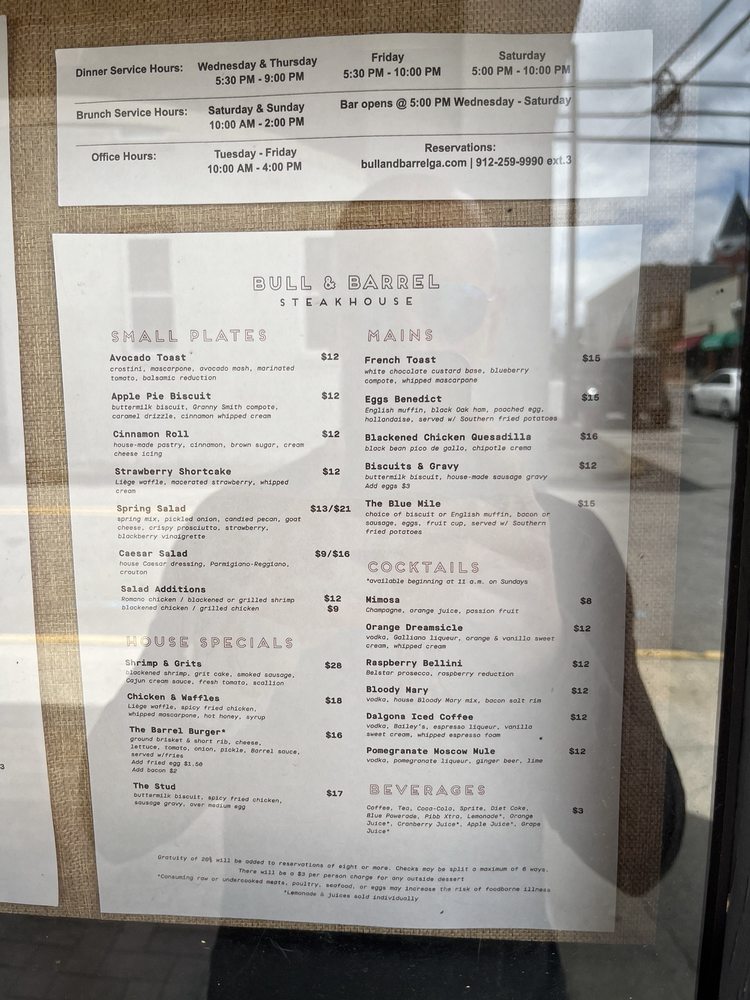 Dinner Service Hours: Wednesday & Thursday Friday Saturday
5:30 PM - 9:00 PM 5:30 PM - 10:00 PM 5:00 PM - 10:00 PM
Brunch Service Hours: Saturday & Sunday Bar opens @ 5:00 PM Wednesday - Saturday
10:00 AM - 2:00 PM
Office Hours: Tuesday - Friday Reservations:
10:00 AM - 4:00 PM bullandbarrelga.com | 912-259-9990 ext.3
BULL & BARREL
STEAKHOUSE
SMALL PLATES
Avocado Toast $12
crostini, mascarpone, avocado mash, marinated
tomato, balsamic reduction
Apple Pie Biscuit $12
buttermilk biscuit, Granny Smith compote,
caramel drizzle, cinnamon whipped cream
Cinnamon Roll $12
house-made pastry, cinnamon, brown sugar, cream
cheese icing
Strawberry Shortcake $12
Liège waffle, macerated strawberry, whipped
cream
Spring Salad $13/$21
spring mix, pickled onion, candied pecan, goat
cheese, crispy prosciutto, strawberry,
blackberry vinaigrette
Caesar Salad $9/$16
house Caesar dressing, Parmigiano-Reggiano,
crouton
Salad Additions
Romano chicken / blackened or grilled shrimp $12
blackened chicken / grilled chicken $9
HOUSE SPECIALS
Shrimp & Grits $28
blackened shrimp, grit cake, smoked sausage,
Cajun cream sauce, fresh tomato, scallion
Chicken & Waffles $18
Liège waffle, spicy fried chicken,
whipped mascarpone, hot honey, syrup
The Barrel Burger* $16
ground brisket & short rib, cheese,
lettuce, tomato, onion, pickle, Barrel sauce,
served w/fries
Add fried egg $1.50
Add bacon $2
The Stud $17
buttermilk biscuit, spicy fried chicken,
sausage gravy, over medium egg
MAINS
French Toast $15
white chocolate custard base, blueberry
compote, whipped mascarpone
Eggs Benedict $15
English muffin, black Oak ham, poached egg,
hollandaise, served w/ Southern fried potatoes
Blackened Chicken Quesadilla $16
black bean pico de gallo, chipotle crema
Biscuits & Gravy $12
buttermilk biscuit, house-made sausage gravy
Add eggs $3
The Blue Mile $15
choice of biscuit or English muffin, bacon or
sausage, eggs, fruit cup, served w/ Southern
fried potatoes
COCKTAILS
*available beginning at 11 a.m. on Sundays
Mimosa $8
Champagne, orange juice, passion fruit
Orange Dreamsicle $12
vodka, Galliano liqueur, orange & vanilla sweet
cream, whipped cream
Raspberry Bellini $12
Belstar prosecco, raspberry reduction
Bloody Mary $12
vodka, house Bloody Mary mix, bacon salt rim
Dalgona Iced Coffee $12
vodka, Bailey's, espresso liqueur, vanilla
sweet cream, whipped espresso foam
Pomegranate Moscow Mule $12
vodka, pomegranate liqueur, ginger beer, lime
BEVERAGES
Coffee, Tea, Coca-Cola, Sprite, Diet Coke, $3
Blue Powerade, Pibb Xtra, Lemonade*, Orange
Juice*, Cranberry Juice*, Apple Juice*, Grape
Juice*
Gratuity of 20% will be added to reservations of eight or more. Checks may be split a maximum of 6 ways.
There will be a $3 per person charge for any outside dessert
*Consuming raw or undercooked meats, poultry, seafood, or eggs may increase the risk of foodborne illness
*Lemonade & juices sold individually
3